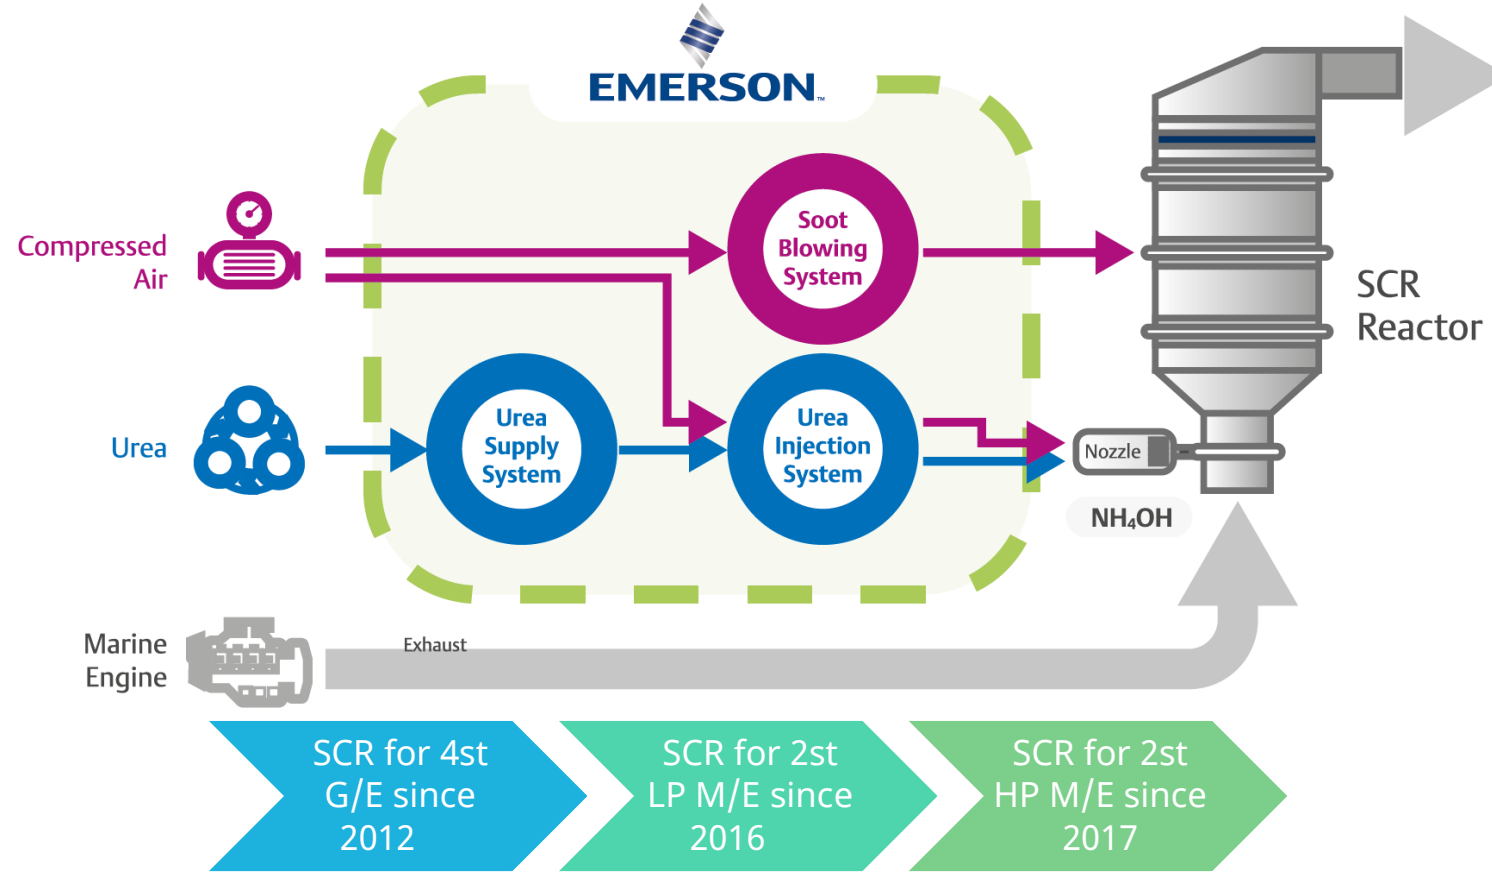 EMERSON™
Compressed
Air
Soot
Blowing
System
SCR
Reactor
Urea
Urea
Supply
System
Urea
Injection
System
Nozzle
NH₄OH
Marine
Engine
Exhaust
SCR for 4st
G/E since
2012
SCR for 2st
LP M/E since
2016
SCR for 2st
HP M/E since
2017